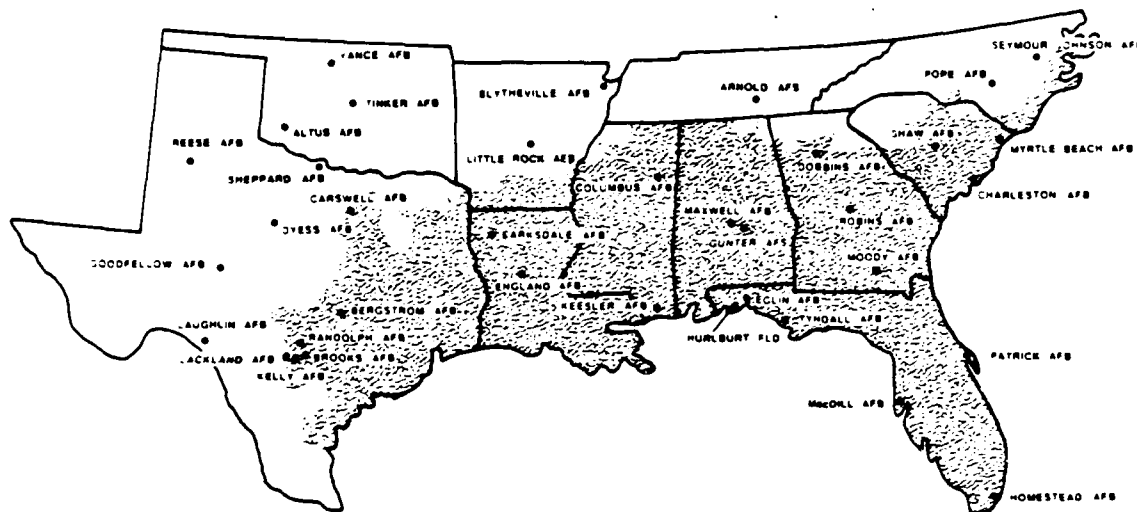 SEYMOUR JOHNSON AF
VANCE AFB
POPE AFB
BLYTHEVILLE AFB
ARNOLD AFS
TINKER AFB
ALTUS AFB
SHAW AFB
REESE AFB
LITTLE ROCK AFB
MYRTLE BEACH AFB
DOBBINS AFB
SHEPPARD AFB
COLUMBUS AFB
CHARLESTON AFB
CARSWELL AFB
MAXWELL AFB
ROBINS AFB
DYESS AFB
BARKSDALE AFB
GUNTER AFS
MOODY AFB
GOODFELLOW AFB
ENGLAND AFB
EGLIN AFB
KEESLER AFB
BERGSTROM AFB
TYNDALL AFB
LAUGHLIN AFB
HURLBURT FLD
RANDOLPH AFB
LACKLAND AFB
BROOKS AFB
PATRICK AFB
KELLY AFB
MacDILL AFB
HOMESTEAD AFB